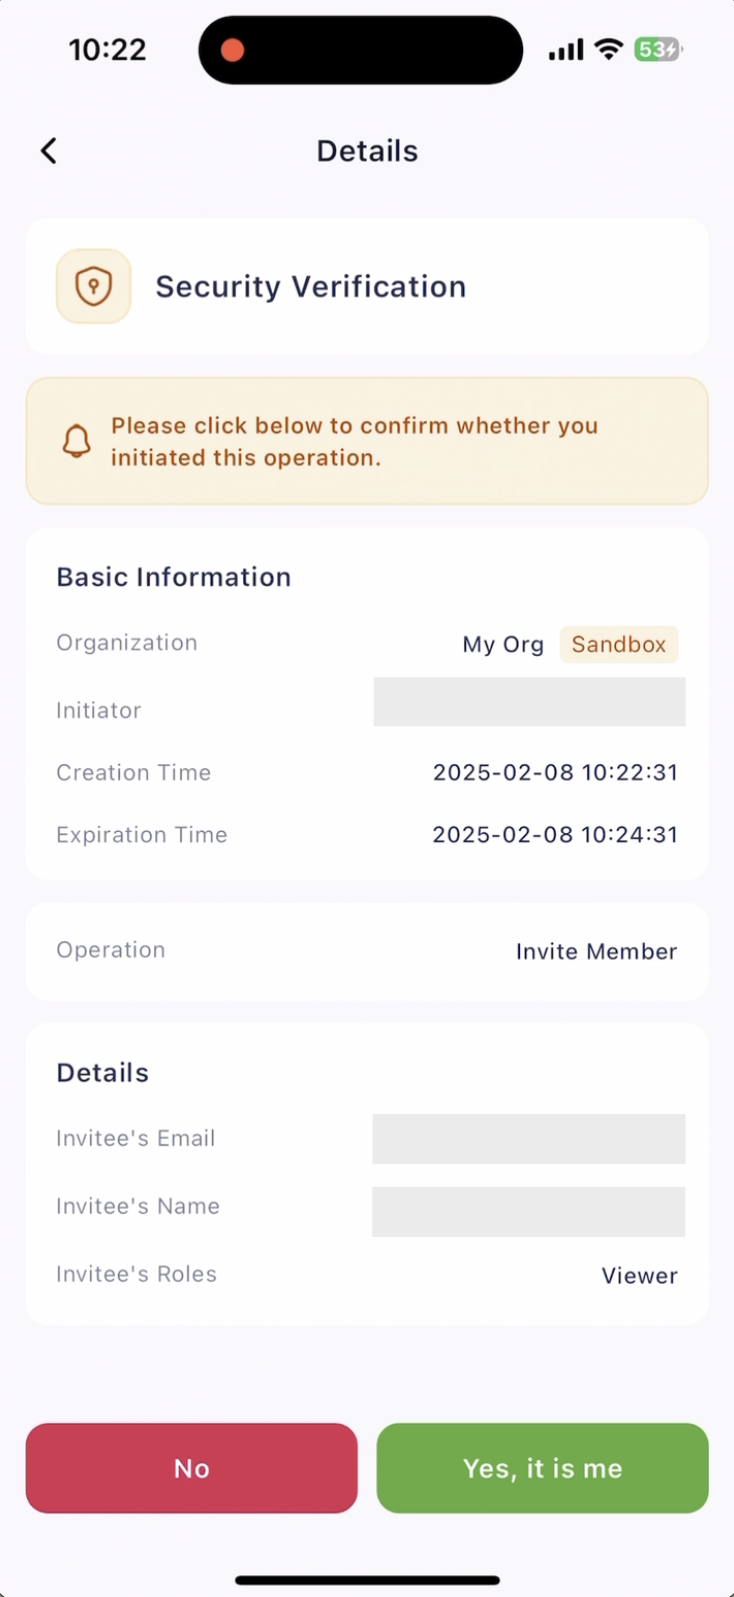 10:22
53
Details
Security Verification
Please click below to confirm whether you
initiated this operation.
Basic Information
Organization My Org Sandbox
Initiator
Creation Time 2025-02-08 10:22:31
Expiration Time 2025-02-08 10:24:31
Operation Invite Member
Details
Invitee's Email
Invitee's Name
Invitee's Roles Viewer
No Yes, it is me